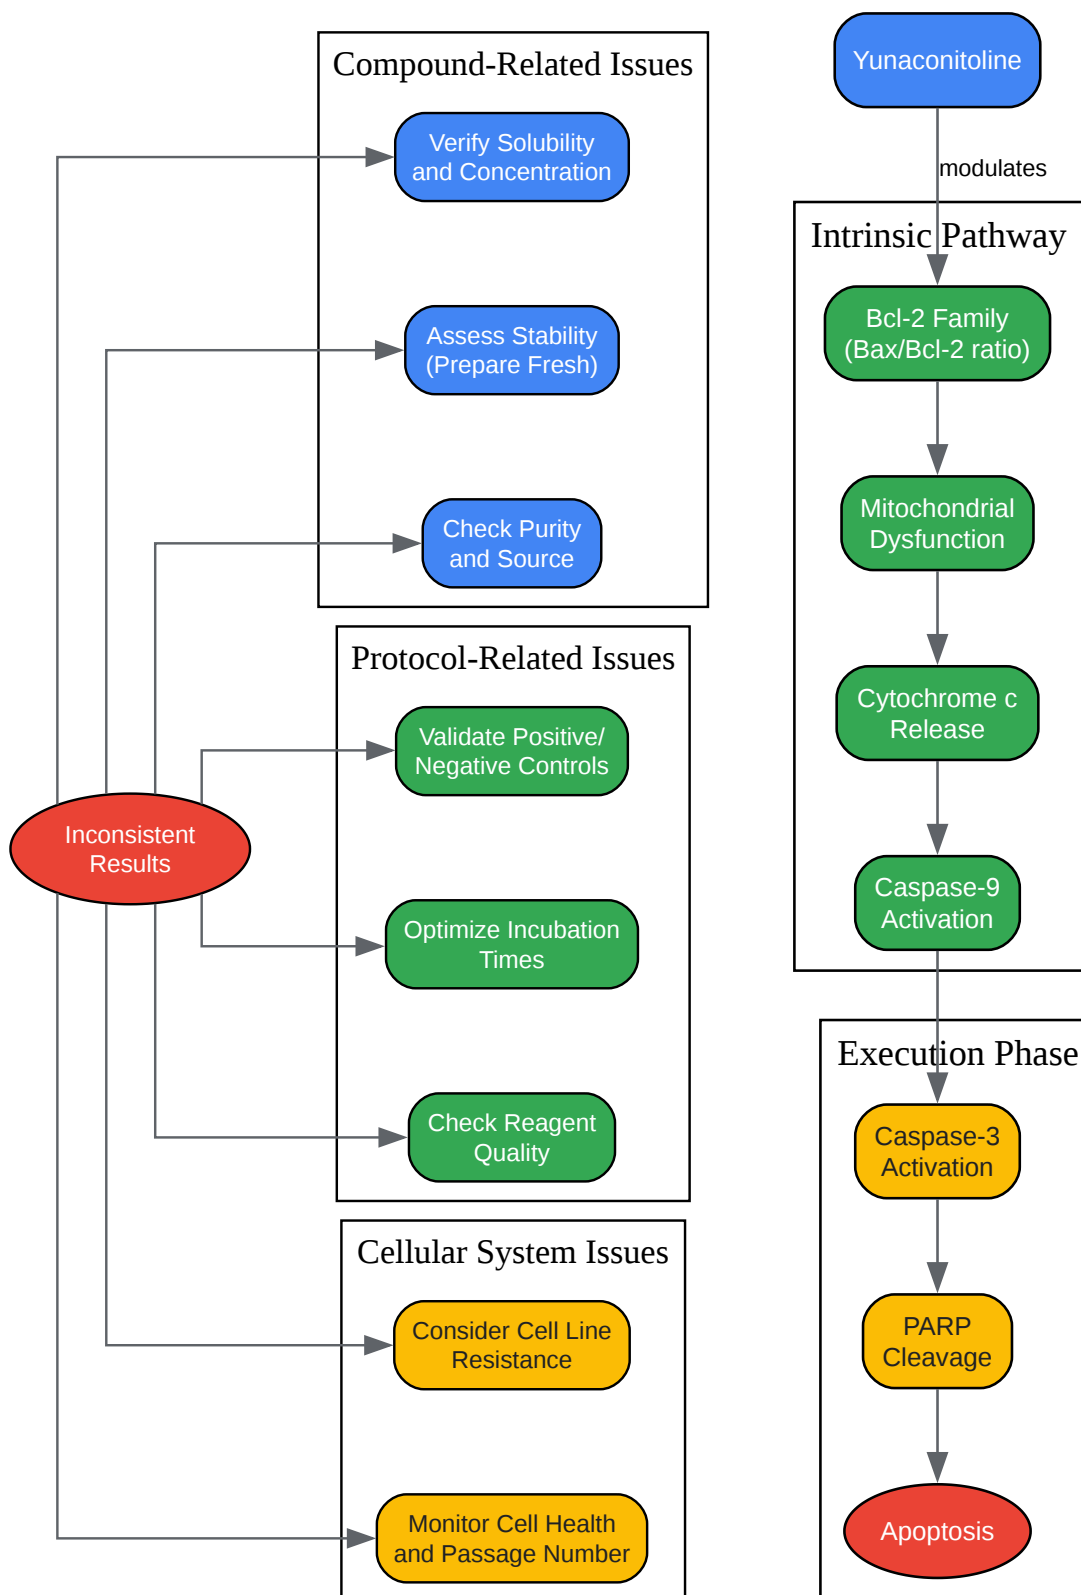 Compound-Related Issues
Verify Solubility
and Concentration
Assess Stability
(Prepare Fresh)
Check Purity
and Source
Protocol-Related Issues
Validate Positive/
Negative Controls
Inconsistent
Results
Optimize Incubation
Times
Check Reagent
Quality
Cellular System Issues
Consider Cell Line
Resistance
Monitor Cell Health
and Passage Number
Yunaconitoline
modulates
Intrinsic Pathway
Bcl-2 Family
(Bax/Bcl-2 ratio)
Mitochondrial
Dysfunction
Cytochrome c
Release
Caspase-9
Activation
Execution Phase
Caspase-3
Activation
PARP
Cleavage
Apoptosis